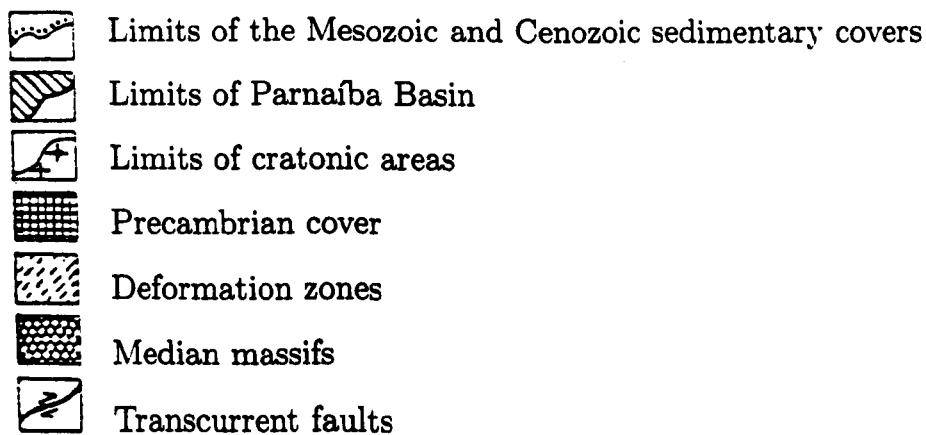 Limits of the Mesozoic and Cenozoic sedimentary covers
Limits of Parnaíba Basin
Limits of cratonic areas
Precambrian cover
Deformation zones
Median massifs
Transcurrent faults